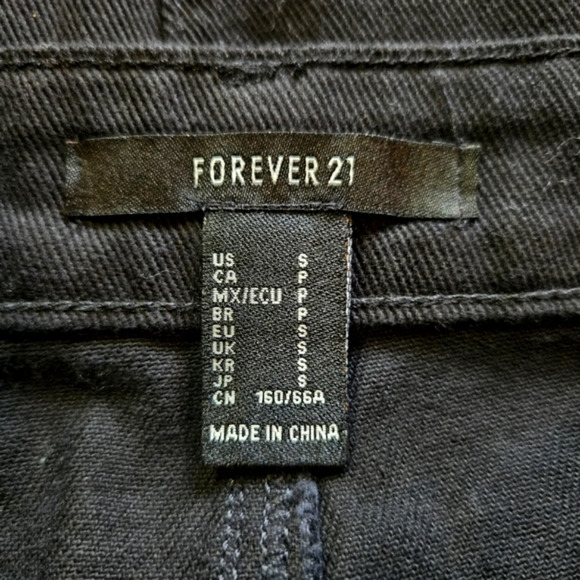 FOREVER 21
US S
CA P
MX/ECU P
BR P
EU S
UK S
KR S
JP S
CN 160/66A
MADE IN CHINA